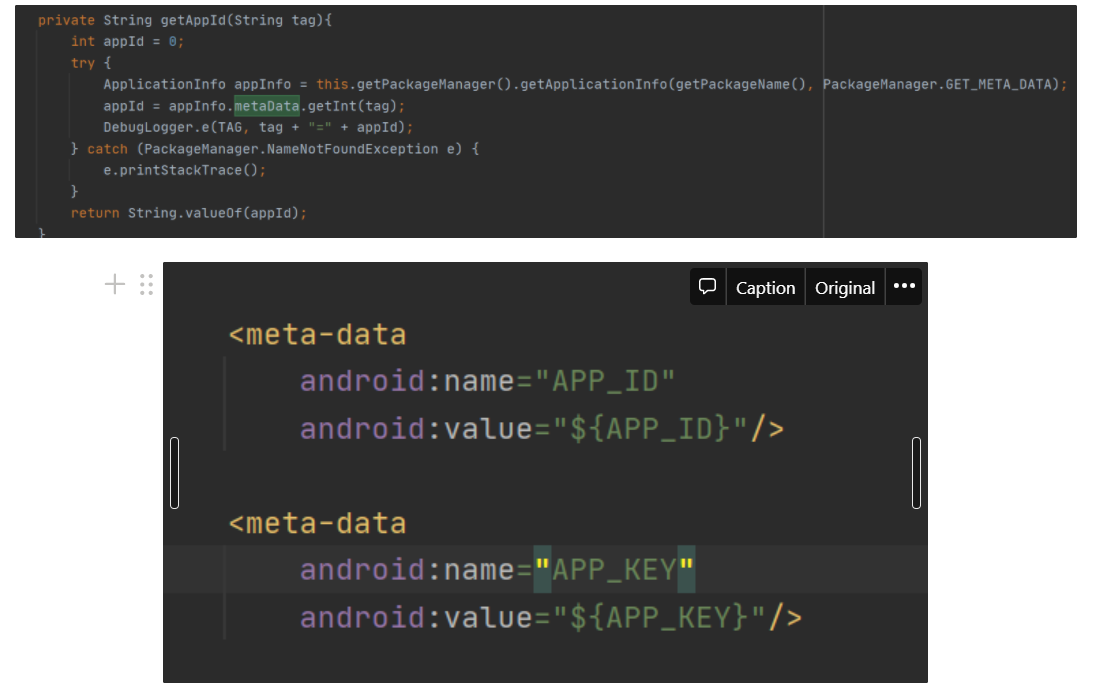 private String getAppId(String tag){
int appId = 0;
try {
ApplicationInfo appInfo = this.getPackageManager().getApplicationInfo(getPackageName(), PackageManager.GET_META_DATA);
appId = appInfo.metaData.getInt(tag);
DebugLogger.e(TAG, tag + "=" + appId);
} catch (PackageManager.NameNotFoundException e) {
e.printStackTrace();
}
return String.valueOf(appId);
}
Caption Original •••
<meta-data
android:name="APP_ID"
android:value="${APP_ID}"/>
<meta-data
android:name="APP_KEY"
android:value="${APP_KEY}"/>